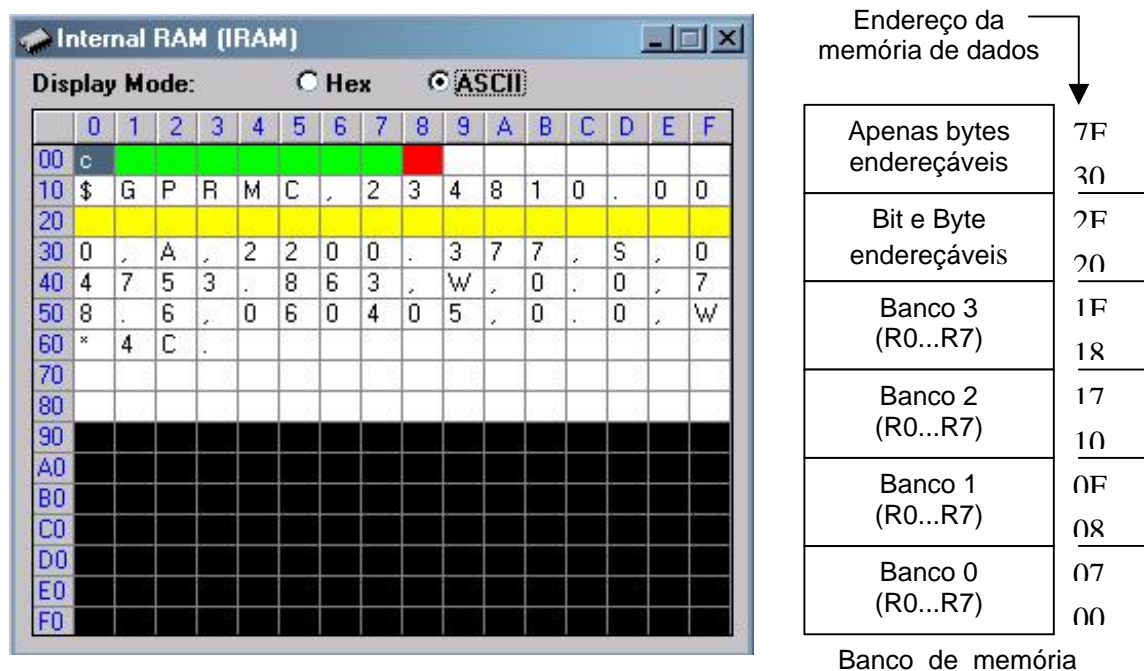 Internal RAM (IRAM)
Display Mode: Hex ASCII
0 1 2 3 4 5 6 7 8 9 A B C D E F
00 c
10 $ G P R M C , 2 3 4 8 1 0 . 0 0
20
30 0 , A , 2 2 0 0 . 3 7 7 , S , 0
40 4 7 5 3 . 8 6 3 , W , 0 . 0 , 7
50 8 . 6 , 0 6 0 4 0 5 , 0 . 0 , W
60 * 4 C .
70
80
90
A0
B0
C0
D0
E0
F0
Endereço da
memória de dados
Apenas bytes
endereçáveis
7F
30
Bit e Byte
endereçáveis
2F
20
Banco 3
(R0...R7)
1F
18
Banco 2
(R0...R7)
17
10
Banco 1
(R0...R7)
0F
08
Banco 0
(R0...R7)
07
00
Banco de memória